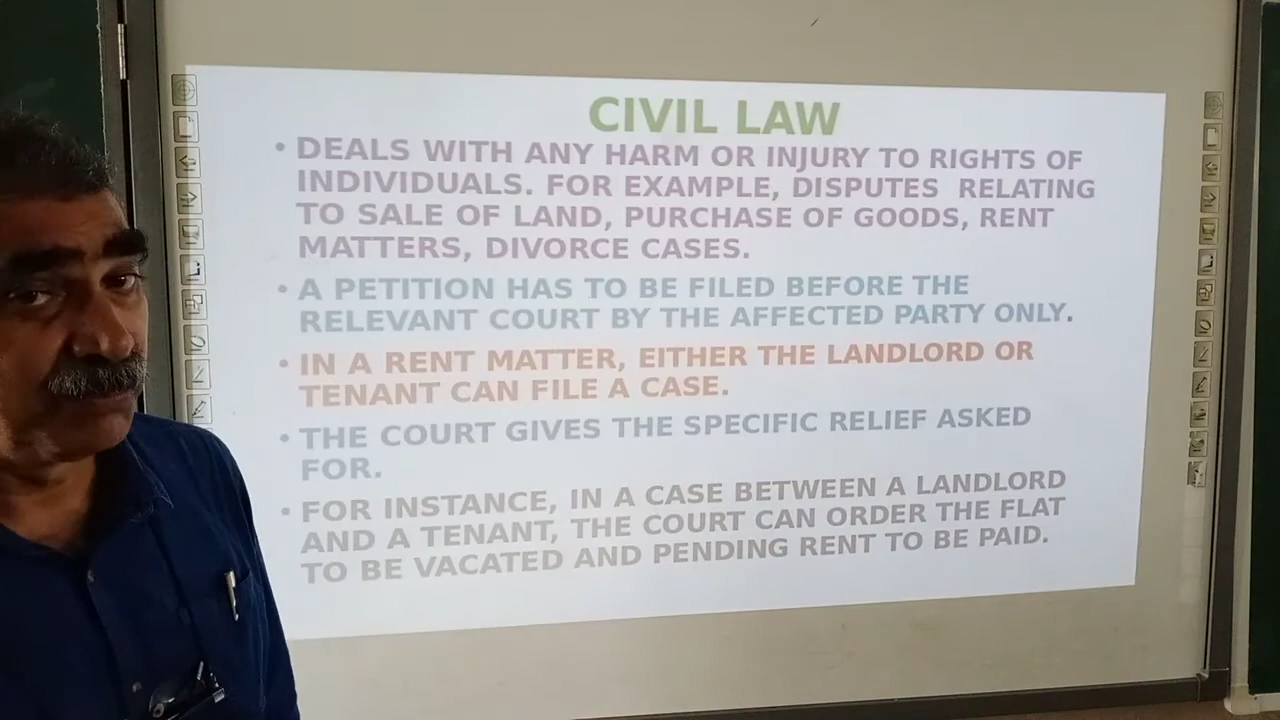 CIVIL LAW
• DEALS WITH ANY HARM OR INJURY TO RIGHTS OF
INDIVIDUALS. FOR EXAMPLE, DISPUTES RELATING
TO SALE OF LAND, PURCHASE OF GOODS, RENT
MATTERS, DIVORCE CASES.
• A PETITION HAS TO BE FILED BEFORE THE
RELEVANT COURT BY THE AFFECTED PARTY ONLY.
• IN A RENT MATTER, EITHER THE LANDLORD OR
TENANT CAN FILE A CASE.
• THE COURT GIVES THE SPECIFIC RELIEF ASKED
FOR.
• FOR INSTANCE, IN A CASE BETWEEN A LANDLORD
AND A TENANT, THE COURT CAN ORDER THE FLAT
TO BE VACATED AND PENDING RENT TO BE PAID.